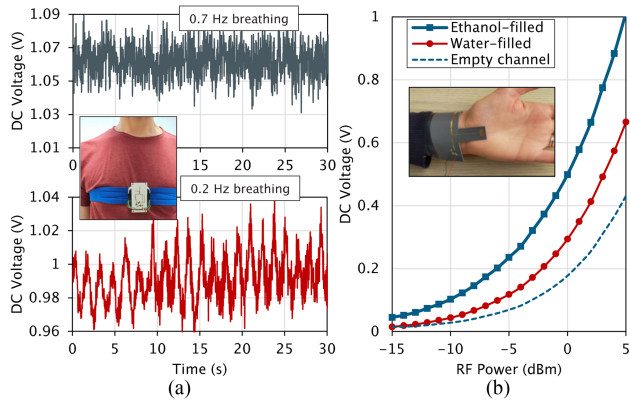 1.09
1.07
1.05
1.03
1.01
DC Voltage (V)
0.7 Hz breathing
0 5 10 15 20 25 30
0.2 Hz breathing
1.04
1.02
1
0.98
0.96
DC Voltage (V)
0 5 10 15 20 25 30
Time (s)
(a)
Ethanol-filled
Water-filled
Empty channel
1
0.8
0.6
0.4
0.2
0
DC Voltage (V)
-15 -10 -5 0 5
RF Power (dBm)
(b)